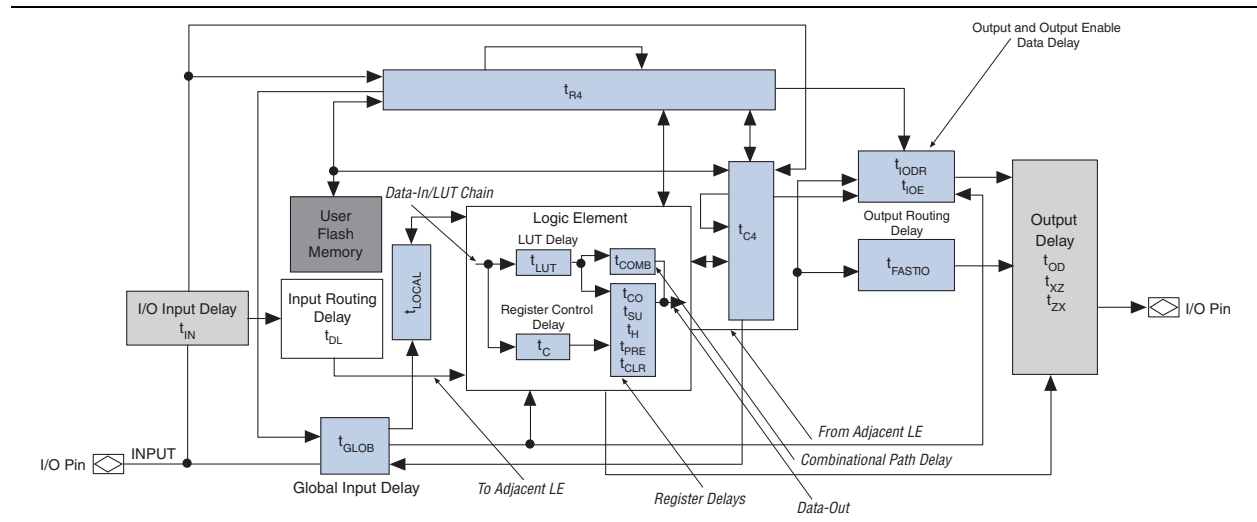 Output and Output Enable
Data Delay
tR4
tIODR
tIOE
Data-In/LUT Chain
User
Flash
Memory
Logic Element
LUT Delay
tLUT
tCOMB
tC4
Output Routing
Delay
tFASTIO
Output
Delay
tOD
tXZ
tZX
I/O Pin
tLOCAL
I/O Input Delay
tIN
Input Routing
Delay
tDL
Register Control
Delay
tC
tCO
tSU
tH
tPRE
tCLR
From Adjacent LE
tGLOB
INPUT
I/O Pin
Combinational Path Delay
Global Input Delay
To Adjacent LE
Register Delays
Data-Out